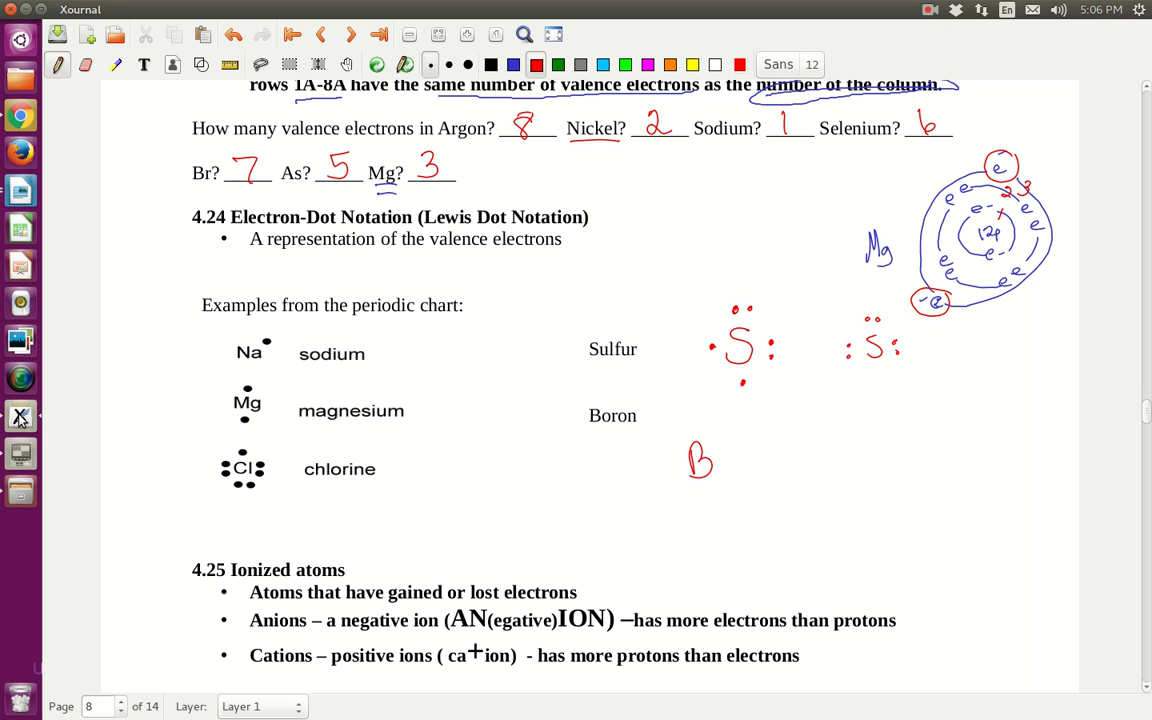 Xournal
En
5:06 PM
T
Sans
12
rows 1A-8A have the same number of valence electrons as the number of the column.
How many valence electrons in Argon? 8 Nickel? 2 Sodium? 1 Selenium? 6
Br? 7 As? 5 Mg? 3
4.24 Electron-Dot Notation (Lewis Dot Notation)
• A representation of the valence electrons
Mg
Examples from the periodic chart:
Na sodium
Sulfur S S
Mg magnesium
Boron
B
Cl chlorine
4.25 Ionized atoms
• Atoms that have gained or lost electrons
• Anions – a negative ion (AN(egative)ION) –has more electrons than protons
• Cations – positive ions ( ca+ion) - has more protons than electrons
Page 8 of 14 Layer: Layer 1